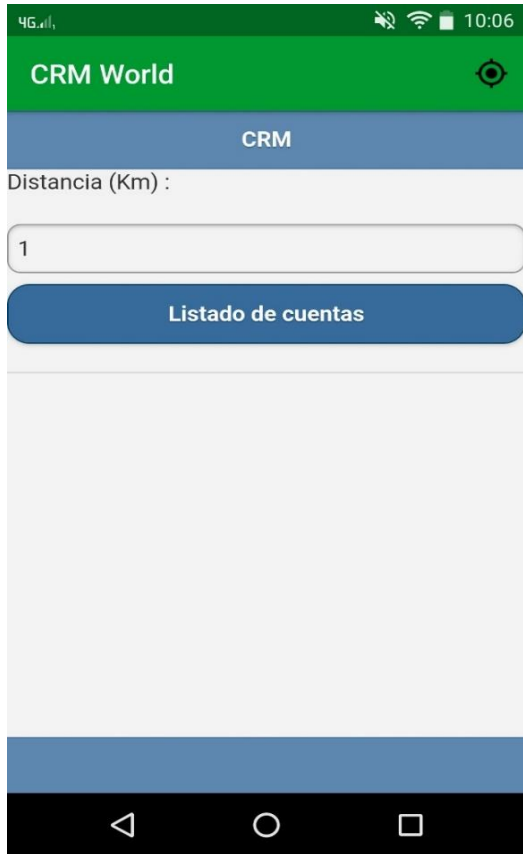 4G
10:06
CRM World
CRM
Distancia (Km) :
1
Listado de cuentas